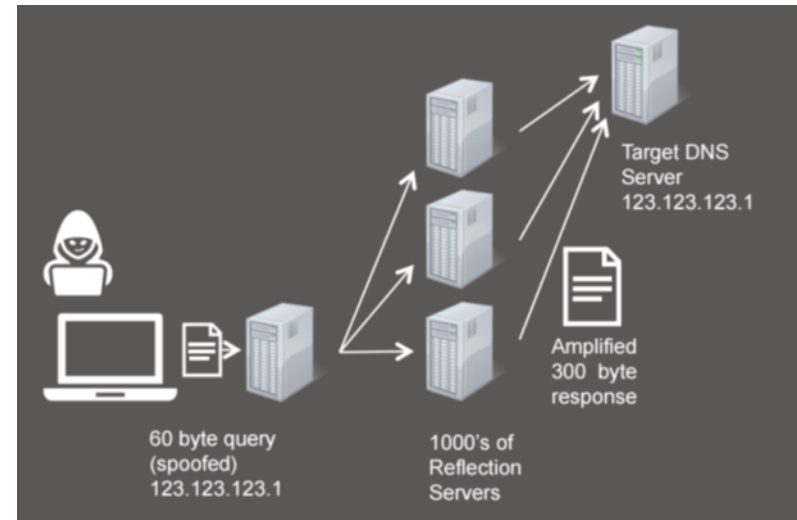 60 byte query
(spoofed)
123.123.123.1
1000's of
Reflection
Servers
Amplified
300 byte
response
Target DNS
Server
123.123.123.1